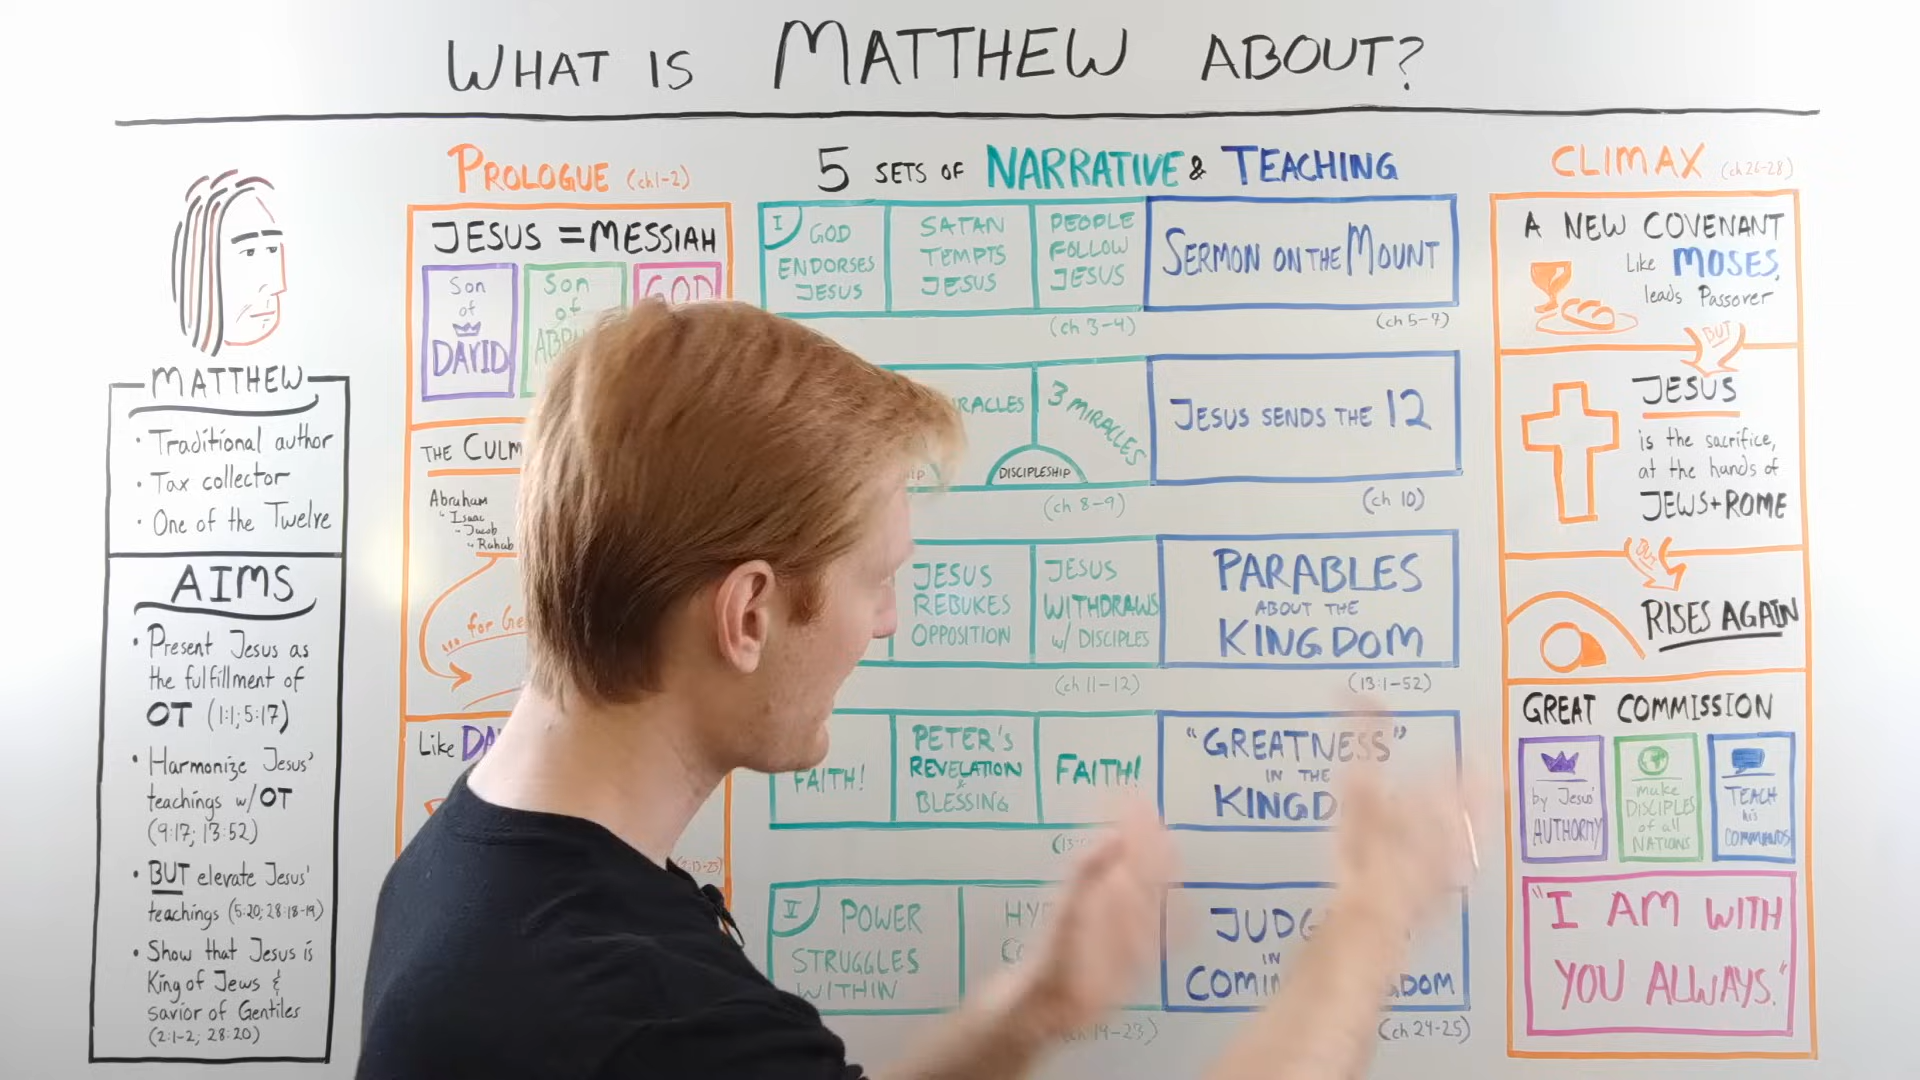 WHAT IS MATTHEW ABOUT?
MATTHEW
• Traditional author
• Tax collector
• One of the Twelve
AIMS
• Present Jesus as
the fulfillment of
OT (1:1; 5:17)
• Harmonize Jesus'
teachings w/OT
(9:17; 13:52)
• BUT elevate Jesus'
teachings (5:20; 28:18-19)
• Show that Jesus is
King of Jews &
savior of Gentiles
(2:1-2; 28:20)
PROLOGUE (ch1-2)
JESUS = MESSIAH
Son
of
DAVID
Son
of
GOD
THE
Abraham
Isaac
Jacob
Rahab
... for
Like
5 SETS OF NARRATIVE & TEACHING
I GOD
ENDORSES
JESUS
SATAN
TEMPTS
JESUS
PEOPLE
FOLLOW
JESUS
(ch 3-4)
SERMON ON THE MOUNT
(ch 5-7)
3 MIRACLES
DISCIPLESHIP
(ch 8-9)
JESUS SENDS THE 12
(ch 10)
JESUS
REBUKES
OPPOSITION
JESUS
WITHDRAWS
w/ DISCIPLES
(ch 11-12)
PARABLES
ABOUT THE
KINGDOM
(13:1-52)
FAITH!
PETER'S
REVELATION
&
BLESSING
FAITH!
"GREATNESS"
IN THE
V POWER
STRUGGLES
WITHIN
(ch 19-23)
IN
(ch 24-25)
CLIMAX (ch 26-28)
A NEW COVENANT
Like MOSES,
leads Passover
BUT
JESUS
is the sacrifice,
at the hands of
JEWS+ROME
BUT
RISES AGAIN
GREAT COMMISSION
by Jesus'
AUTHORITY
make
DISCIPLES
of all
NATIONS
TEACH
his
COMMANDS
"I AM WITH
YOU ALWAYS."